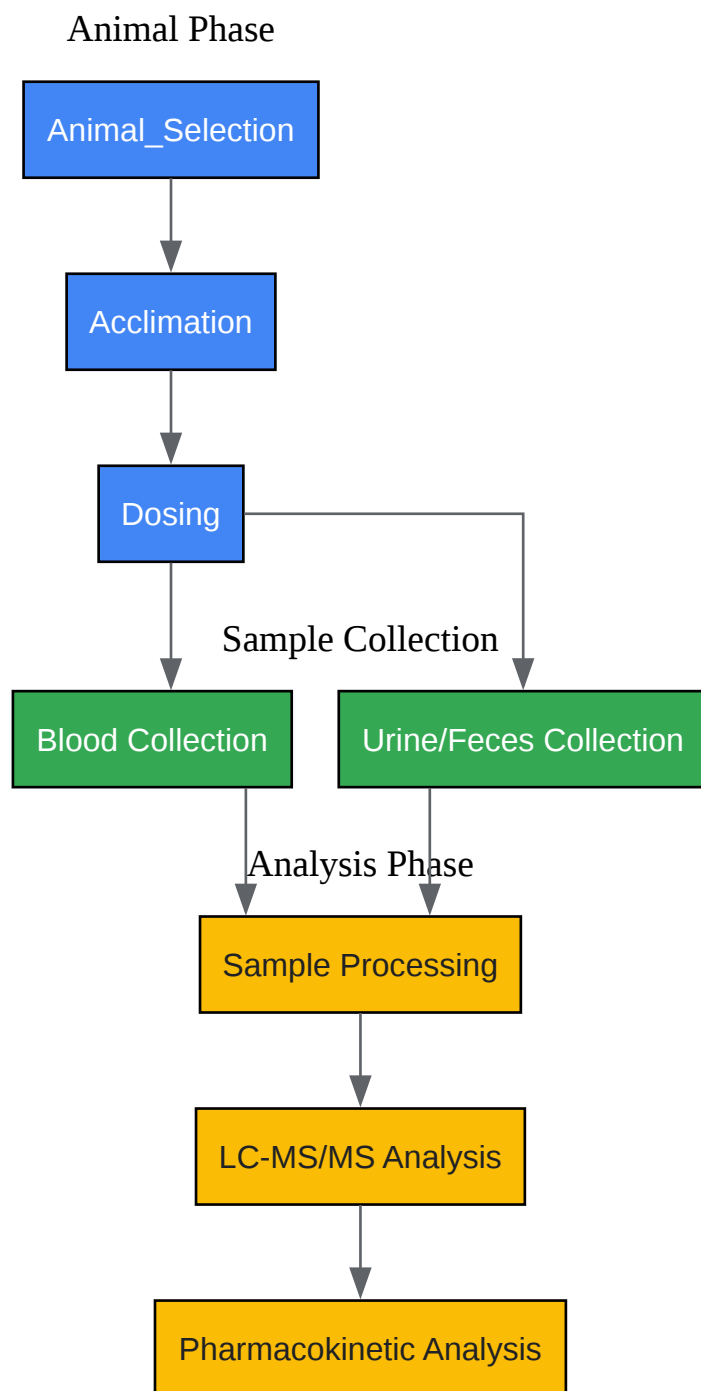 Animal Phase
Animal_Selection
Acclimation
Dosing
Sample Collection
Blood Collection
Urine/Feces Collection
Analysis Phase
Sample Processing
LC-MS/MS Analysis
Pharmacokinetic Analysis